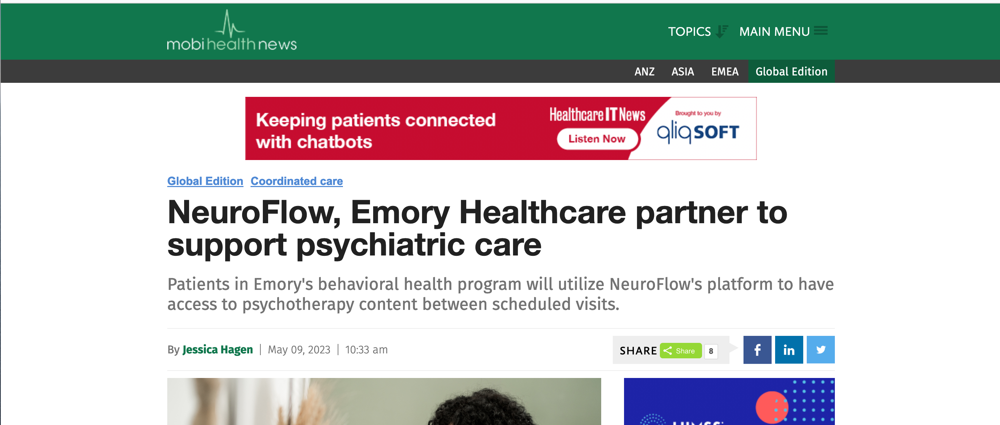 mobihealthnews
TOPICS MAIN MENU
ANZ ASIA EMEA Global Edition
Keeping patients connected
with chatbots
Healthcare IT News
Listen Now
Brought to you by
qliqSOFT
Global Edition Coordinated care
NeuroFlow, Emory Healthcare partner to
support psychiatric care
Patients in Emory's behavioral health program will utilize NeuroFlow's platform to have
access to psychotherapy content between scheduled visits.
By Jessica Hagen | May 09, 2023 | 10:33 am
SHARE Share 8
f in